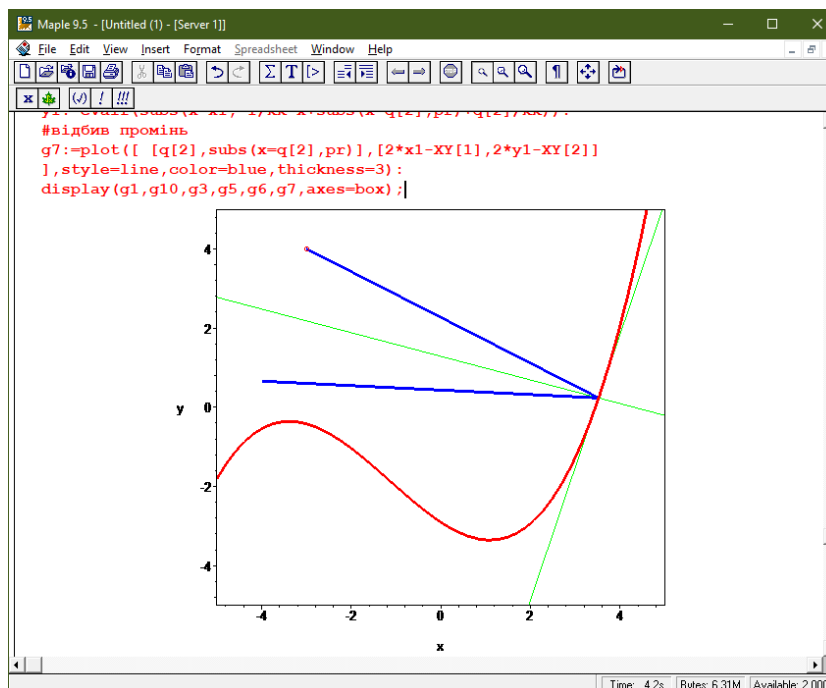 Maple 9.5 - [Untitled (1) - [Server 1]]
File Edit View Insert Format Spreadsheet Window Help
#відбив промінь
g7:=plot([ [q[2],subs(x=q[2],pr)],[2*x1-XY[1],2*y1-XY[2]]
],style=line,color=blue,thickness=3):
display(g1,g10,g3,g5,g6,g7,axes=box);
4
2
0
-2
-4
y
-4 -2 0 2 4
x
Time: 4.2s Bytes: 6.31M Available: 2.00G